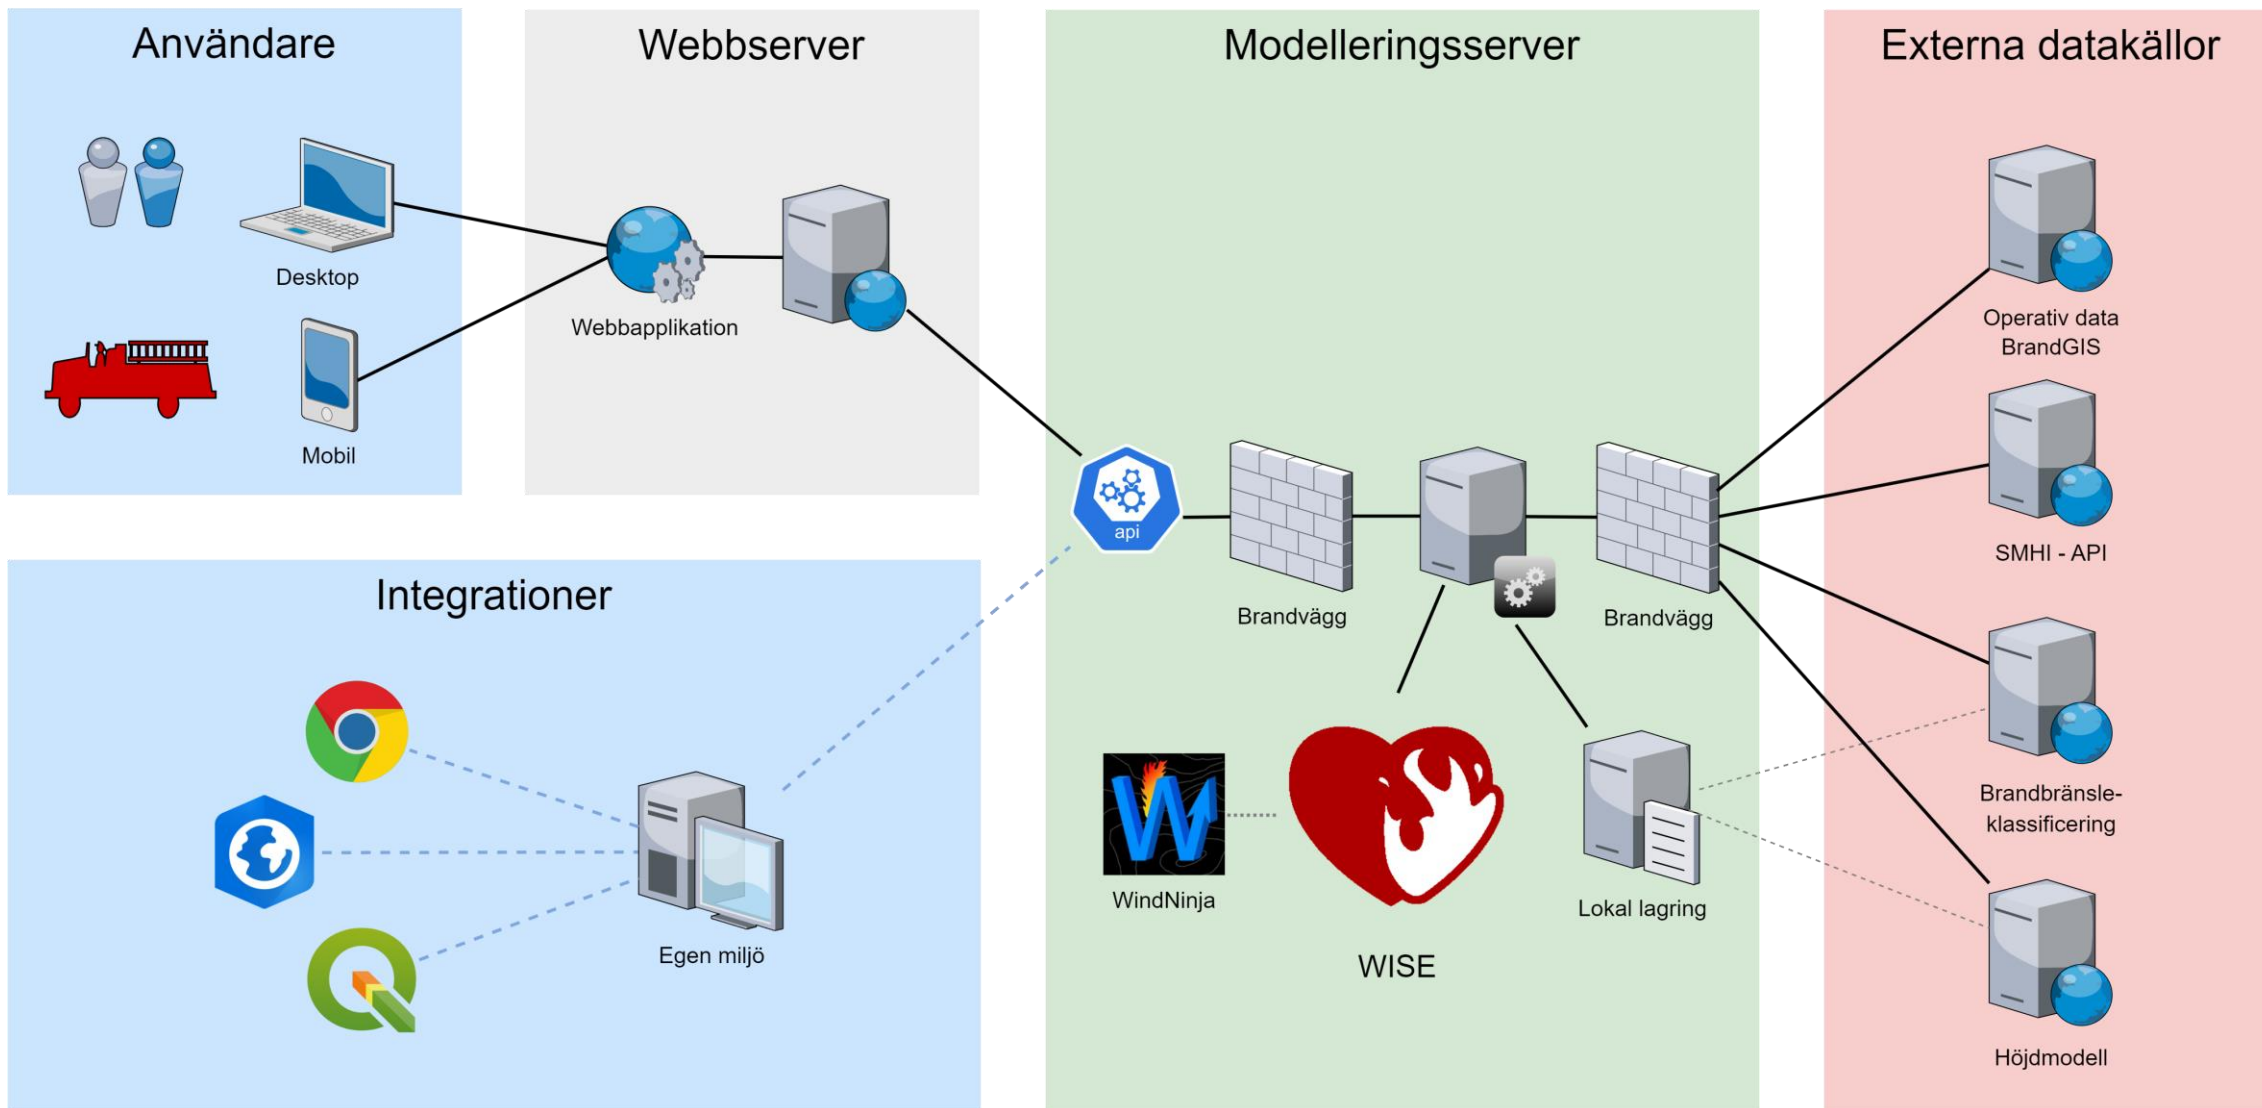 Användare
Desktop
Mobil
Webbserver
Webbapplikation
Integrationer
Egen miljö
Modelleringsserver
api
Brandvägg
Brandvägg
WindNinja
WISE
Lokal lagring
Externa datakällor
Operativ data
BrandGIS
SMHI - API
Brandbränsle-
klassificering
Höjdmodell